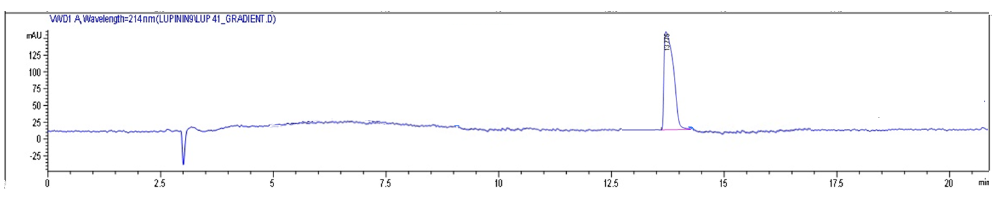 VWD1 A, Wavelength=214 nm (LUPININ9\LUP 41_GRADIENT.D)
mAU
125
100
75
50
25
0
-25
0 2.5 5 7.5 10 12.5 15 17.5 20 min